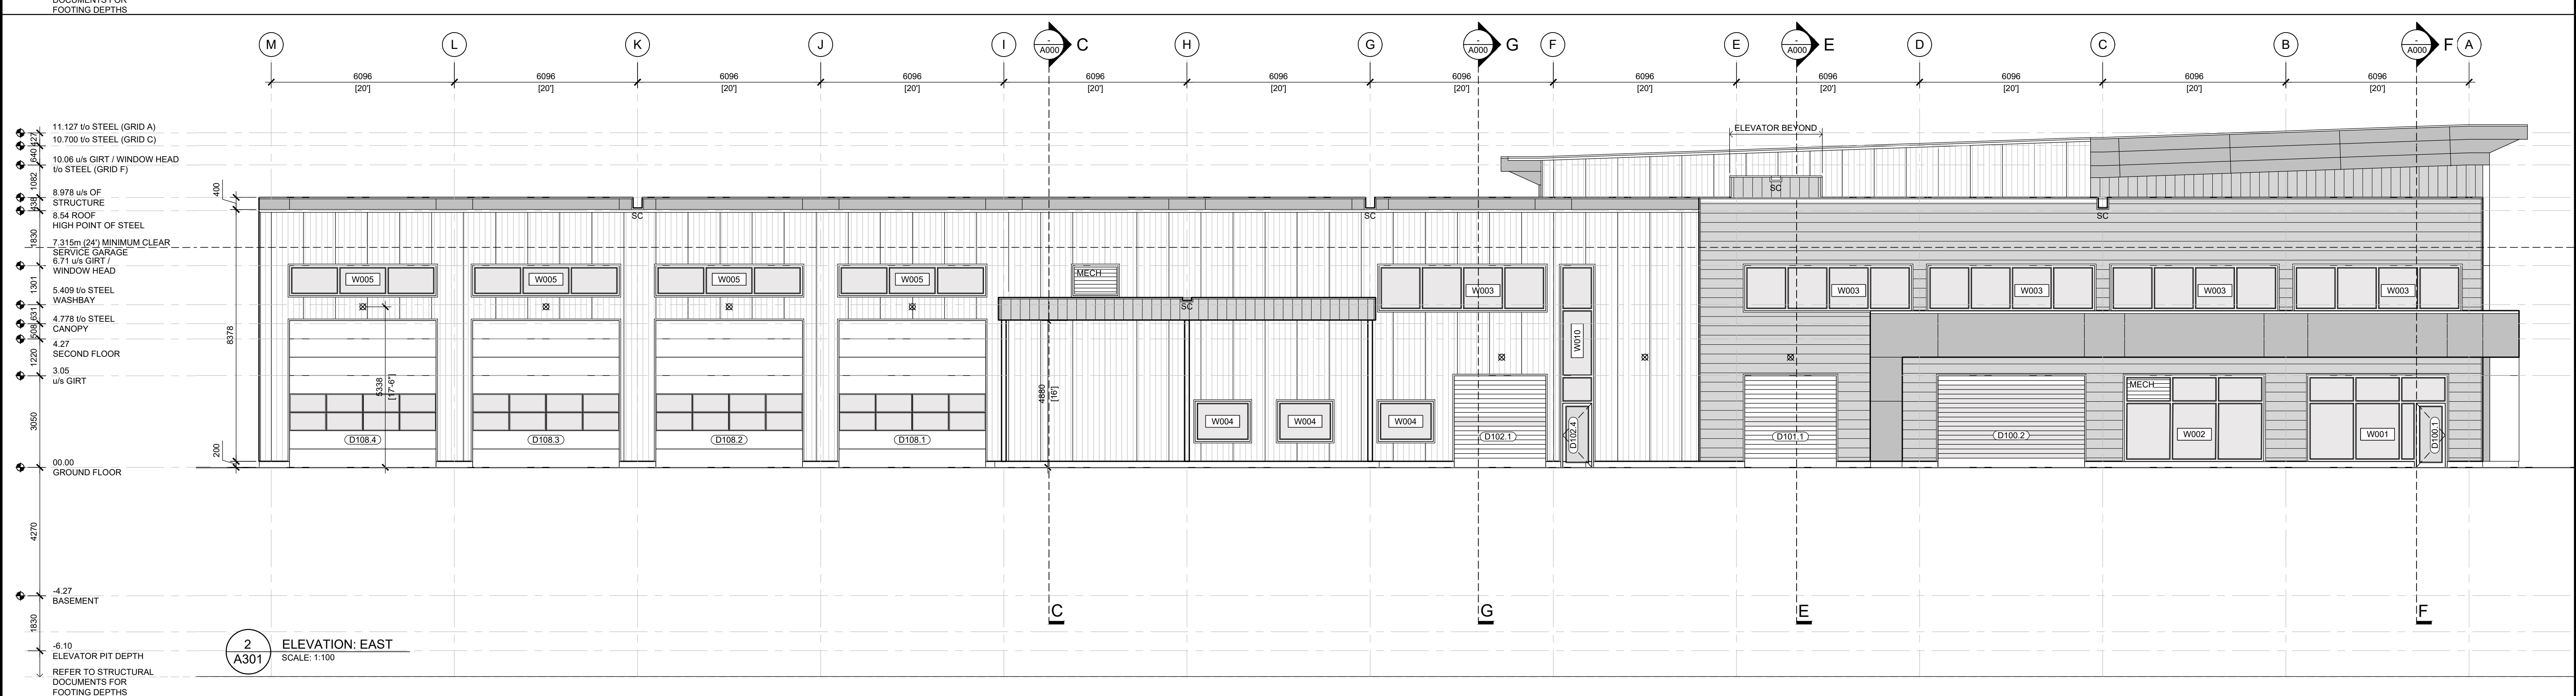 DOCUMENTS FOR
FOOTING DEPTHS
M L K J I - A000 C H G - A000 G F E - A000 E D C B - A000 F A
6096 6096 6096 6096 6096 6096 6096 6096 6096 6096 6096 6096
[20'] [20'] [20'] [20'] [20'] [20'] [20'] [20'] [20'] [20'] [20'] [20']
11.127 t/o STEEL (GRID A)
427
10.700 t/o STEEL (GRID C)
640
10.06 u/s GIRT / WINDOW HEAD
t/o STEEL (GRID F)
1082
8.978 u/s OF
STRUCTURE
438
8.54 ROOF
HIGH POINT OF STEEL
1830
7.315m (24') MINIMUM CLEAR
SERVICE GARAGE
6.71 u/s GIRT /
WINDOW HEAD
1301
5.409 t/o STEEL
WASHBAY
631
4.778 t/o STEEL
CANOPY
508
4.27
SECOND FLOOR
1220
3.05
u/s GIRT
3050
00.00
GROUND FLOOR
4270
-4.27
BASEMENT
1830
-6.10
ELEVATOR PIT DEPTH
REFER TO STRUCTURAL
DOCUMENTS FOR
FOOTING DEPTHS
400
8378
200
ELEVATOR BEYOND
SC
SC SC SC
W005 W005 W005 W005
MECH
W003 W003 W003 W003 W003
SC
W010
5338
[17'-6"]
4880
[16']
MECH
W004 W004 W004
D108.4 D108.3 D108.2 D108.1
D102.1 D102.4 D101.1 D100.2 W002 W001 D100.1
C G E F
2
A301
ELEVATION: EAST
SCALE: 1:100